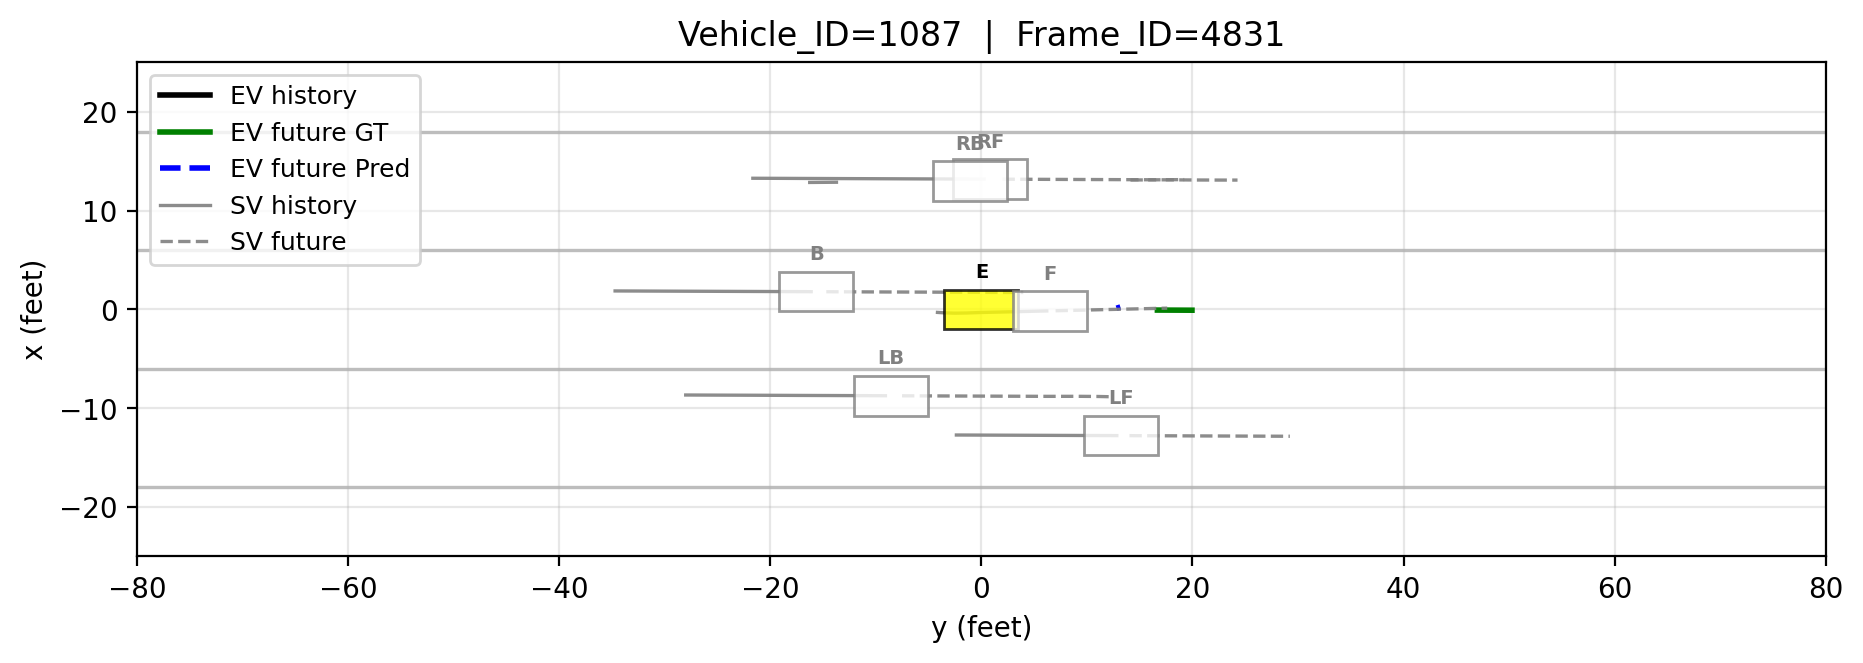 Vehicle_ID=1087 | Frame_ID=4831
EV history
EV future GT
EV future Pred
SV history
SV future
RB
RF
B
E
F
LB
LF
20
10
0
−10
−20
x (feet)
−80
−60
−40
−20
0
20
40
60
80
y (feet)